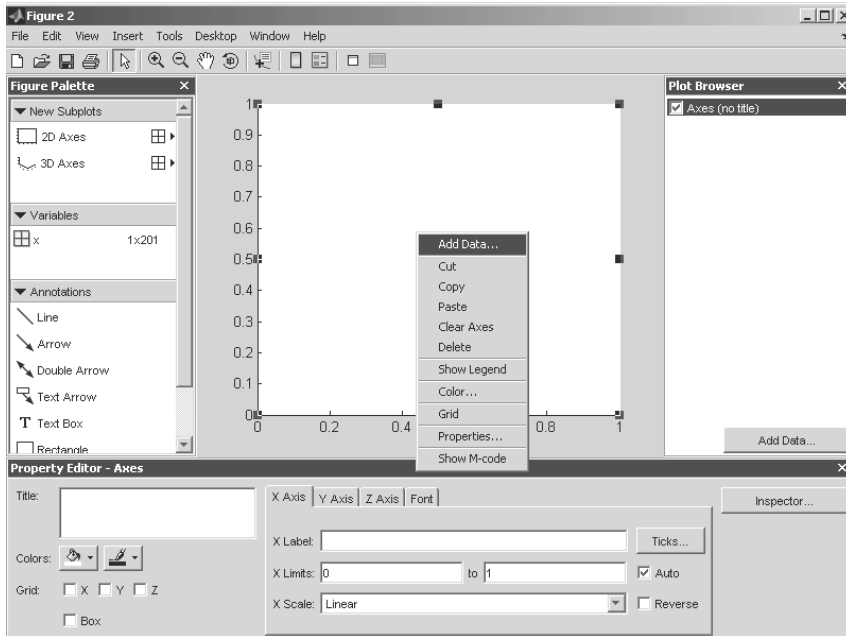 Figure 2
File Edit View Insert Tools Desktop Window Help
Figure Palette
New Subplots
2D Axes
3D Axes
Variables
x 1x201
Annotations
Line
Arrow
Double Arrow
Text Arrow
T Text Box
Rectangle
1
0.9
0.8
0.7
0.6
0.5
0.4
0.3
0.2
0.1
0
0 0.2 0.4 0.8 1
Add Data...
Cut
Copy
Paste
Clear Axes
Delete
Show Legend
Color...
Grid
Properties...
Show M-code
Plot Browser
Axes (no title)
Add Data...
Property Editor - Axes
Title:
Colors:
Grid: X Y Z
Box
X Axis Y Axis Z Axis Font
X Label: Ticks...
X Limits: 0 to 1 Auto
X Scale: Linear Reverse
Inspector...